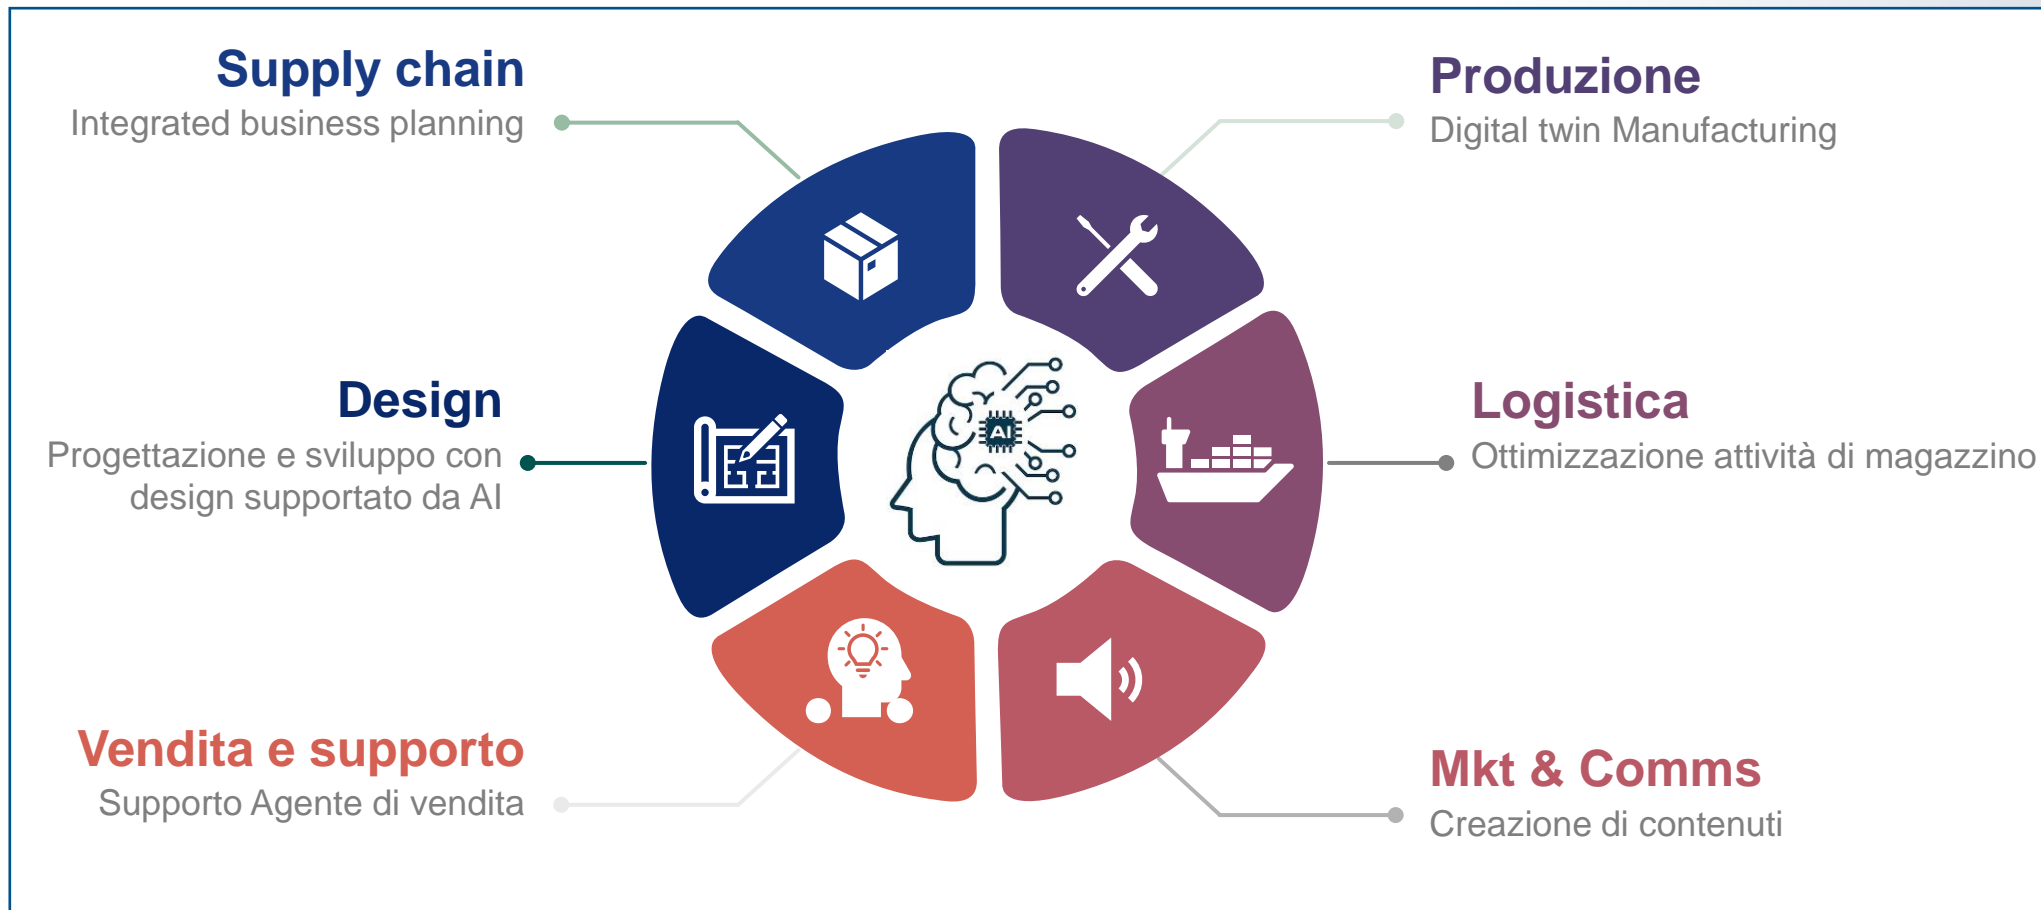 Supply chain
Integrated business planning
Produzione
Digital twin Manufacturing
Design
Progettazione e sviluppo con
design supportato da AI
AI
Logistica
Ottimizzazione attività di magazzino
Vendita e supporto
Supporto Agente di vendita
Mkt & Comms
Creazione di contenuti